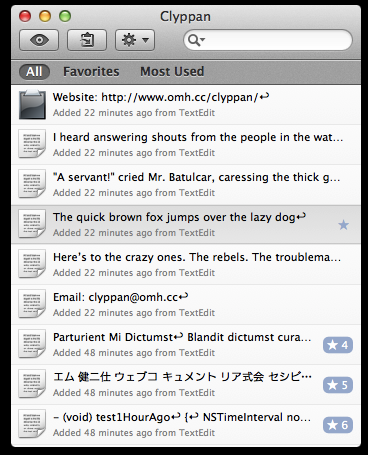 Clyppan
All Favorites Most Used
Website: http://www.omh.cc/clyppan/↩
Added 22 minutes ago from TextEdit
I heard answering shouts from the people in the wat...
Added 22 minutes ago from TextEdit
"A servant!" cried Mr. Batulcar, caressing the thick g...
Added 22 minutes ago from TextEdit
The quick brown fox jumps over the lazy dog↩
Added 22 minutes ago from TextEdit
Here's to the crazy ones. The rebels. The troublema...
Added 22 minutes ago from TextEdit
Email: clyppan@omh.cc↩
Added 22 minutes ago from TextEdit
Parturient Mi Dictumst↩ Blandit dictumst cura...
Added 48 minutes ago from TextEdit
★ 4
エム 健二仕 ウェブコ キュメント リア式会 セシビ…
Added 48 minutes ago from TextEdit
★ 5
- (void) test1HourAgo↩ {↩ NSTimeInterval no...
Added 48 minutes ago from TextEdit
★ 6